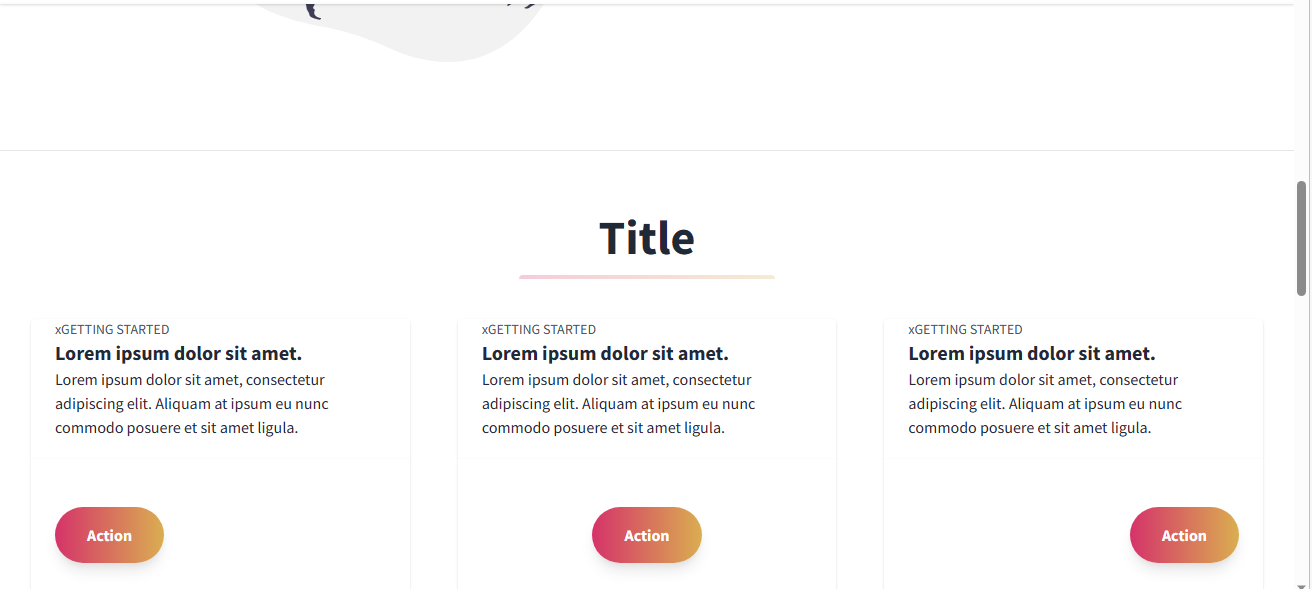 Title
xGETTING STARTED
Lorem ipsum dolor sit amet.
Lorem ipsum dolor sit amet, consectetur
adipiscing elit. Aliquam at ipsum eu nunc
commodo posuere et sit amet ligula.
Action
xGETTING STARTED
Lorem ipsum dolor sit amet.
Lorem ipsum dolor sit amet, consectetur
adipiscing elit. Aliquam at ipsum eu nunc
commodo posuere et sit amet ligula.
Action
xGETTING STARTED
Lorem ipsum dolor sit amet.
Lorem ipsum dolor sit amet, consectetur
adipiscing elit. Aliquam at ipsum eu nunc
commodo posuere et sit amet ligula.
Action